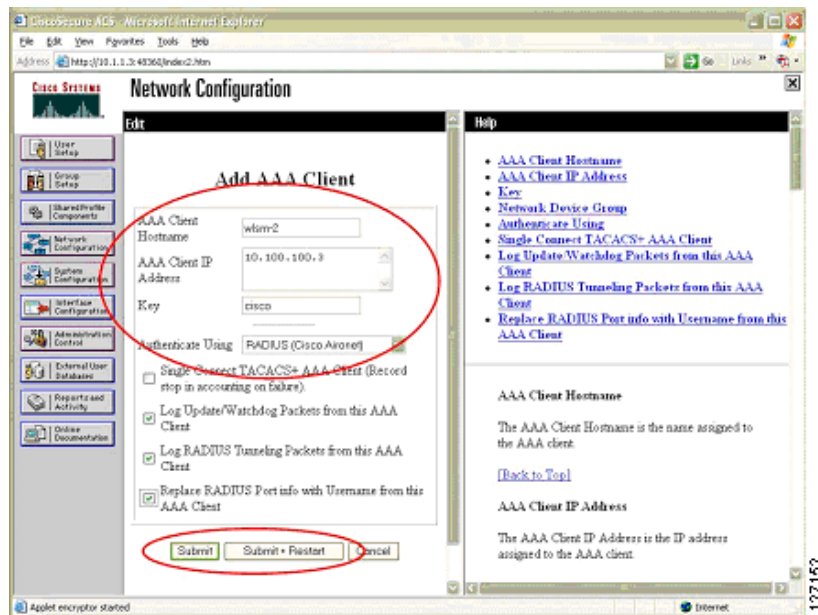 CiscoSecure ACS - Microsoft Internet Explorer
File Edit View Favorites Tools Help
Address http://10.1.1.3:48360/index2.htm Go Links »
CISCO SYSTEMS
Network Configuration
User Setup
Group Setup
Shared Profile Components
Network Configuration
System Configuration
Interface Configuration
Administration Control
External User Databases
Reports and Activity
Online Documentation
Edit
Add AAA Client
AAA Client Hostname
wlsm-2
AAA Client IP Address
10.100.100.3
Key
cisco
Authenticate Using
RADIUS (Cisco Aironet)
Single Connect TACACS+ AAA Client (Record
stop in accounting on failure).
Log Update/Watchdog Packets from this AAA
Client
Log RADIUS Tunneling Packets from this AAA
Client
Replace RADIUS Port info with Username from this
AAA Client
Submit
Submit + Restart
Cancel
Help
AAA Client Hostname
AAA Client IP Address
Key
Network Device Group
Authenticate Using
Single Connect TACACS+ AAA Client
Log Update/Watchdog Packets from this AAA
Client
Log RADIUS Tunneling Packets from this AAA
Client
Replace RADIUS Port info with Username from this
AAA Client
AAA Client Hostname
The AAA Client Hostname is the name assigned to
the AAA client.
[Back to Top]
AAA Client IP Address
The AAA Client IP Address is the IP address
assigned to the AAA client.
Applet encryptor started
Internet
127152